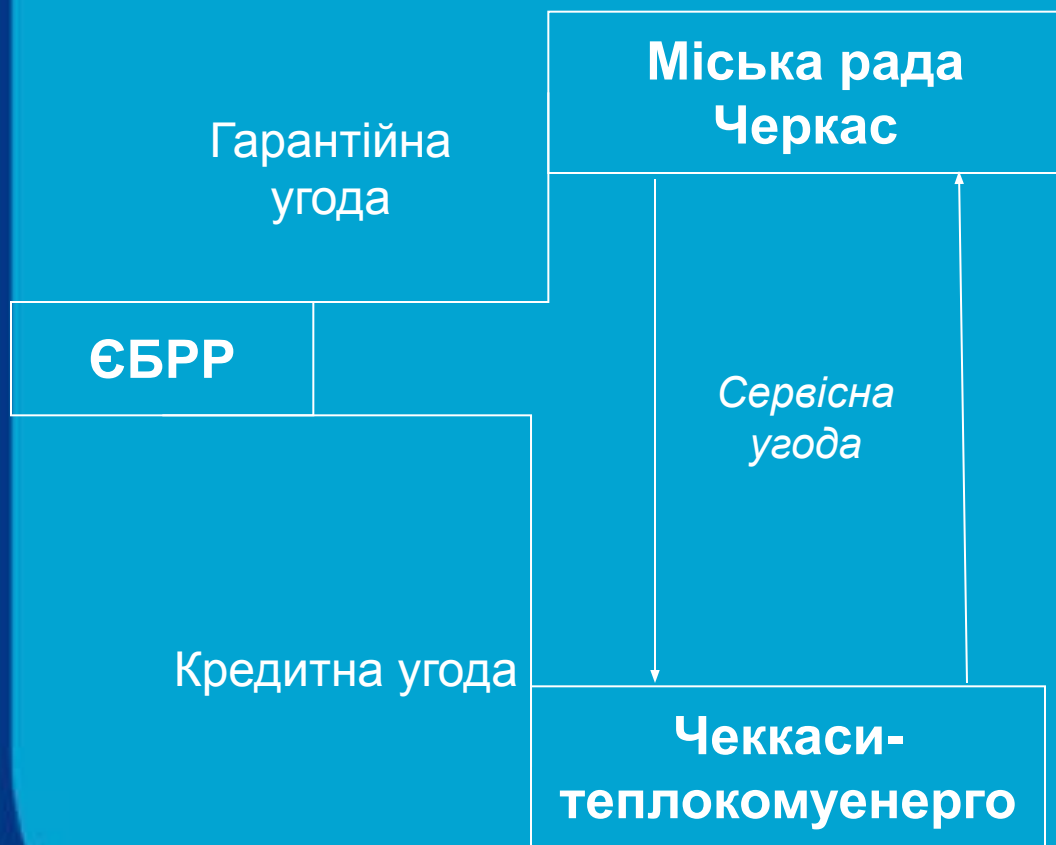 Міська рада
Черкас
Гарантійна
угода
ЄБРР
Сервісна
угода
Кредитна угода
Чеккаси-
теплокомуенерго